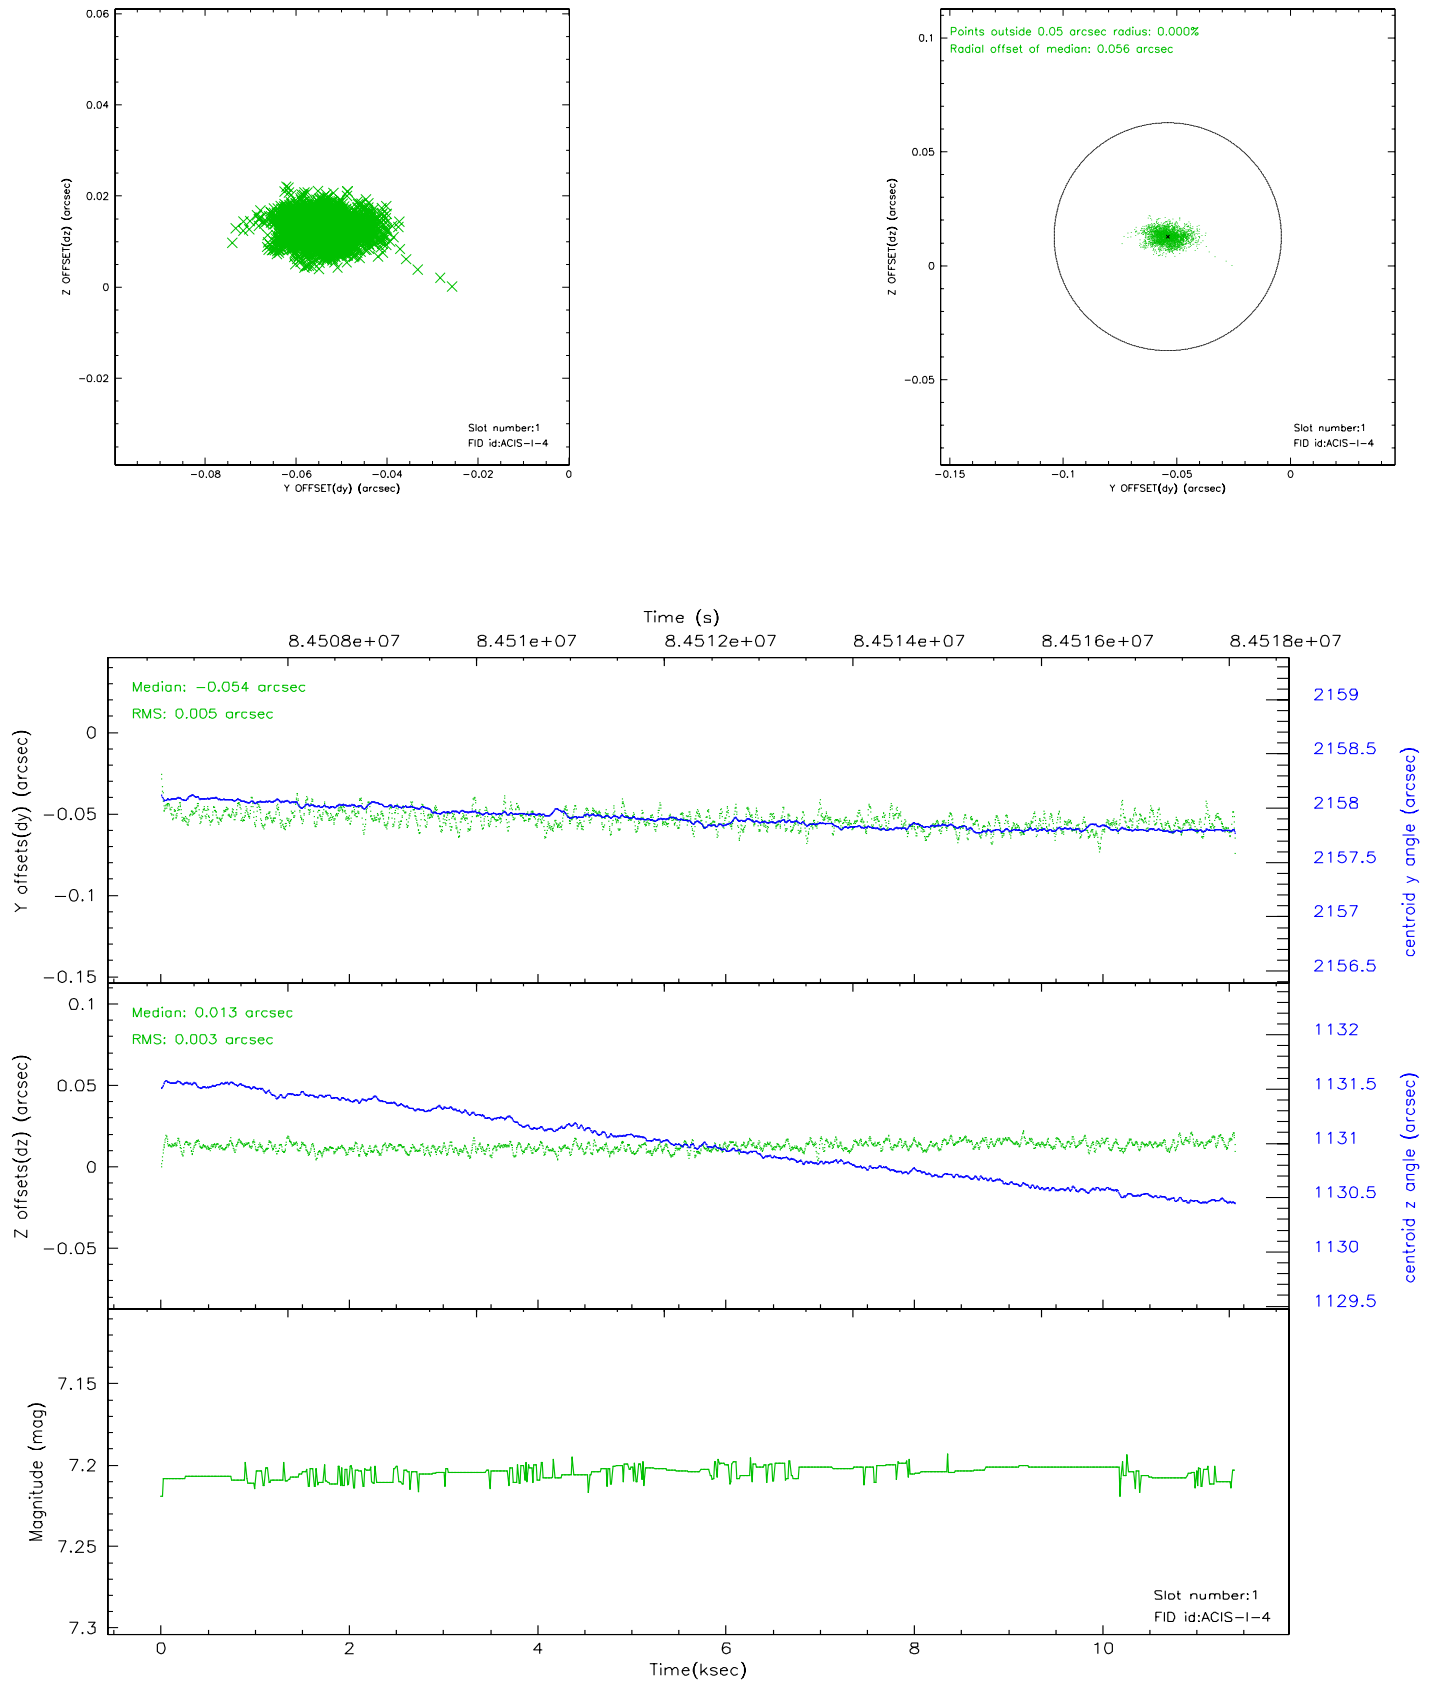 0.06
0.04
0.02
0
−0.02
Z OFFSET(dz) (arcsec)
−0.08
−0.06
−0.04
−0.02
0
Y OFFSET(dy) (arcsec)
Slot number:1
FID id:ACIS−I−4
Points outside 0.05 arcsec radius: 0.000%
Radial offset of median: 0.056 arcsec
0.1
0.05
0
−0.05
Z OFFSET(dz) (arcsec)
−0.15
−0.1
−0.05
0
Y OFFSET(dy) (arcsec)
Slot number:1
FID id:ACIS−I−4
Time (s)
8.4508e+07
8.451e+07
8.4512e+07
8.4514e+07
8.4516e+07
8.4518e+07
Median: −0.054 arcsec
RMS: 0.005 arcsec
0
−0.05
−0.1
−0.15
Y offsets(dy) (arcsec)
2159
2158.5
2158
2157.5
2157
2156.5
centroid y angle (arcsec)
Median: 0.013 arcsec
RMS: 0.003 arcsec
0.1
0.05
0
−0.05
Z offsets(dz) (arcsec)
1132
1131.5
1131
1130.5
1130
1129.5
centroid z angle (arcsec)
7.15
7.2
7.25
7.3
Magnitude (mag)
Slot number:1
FID id:ACIS−I−4
0
2
4
6
8
10
Time(ksec)